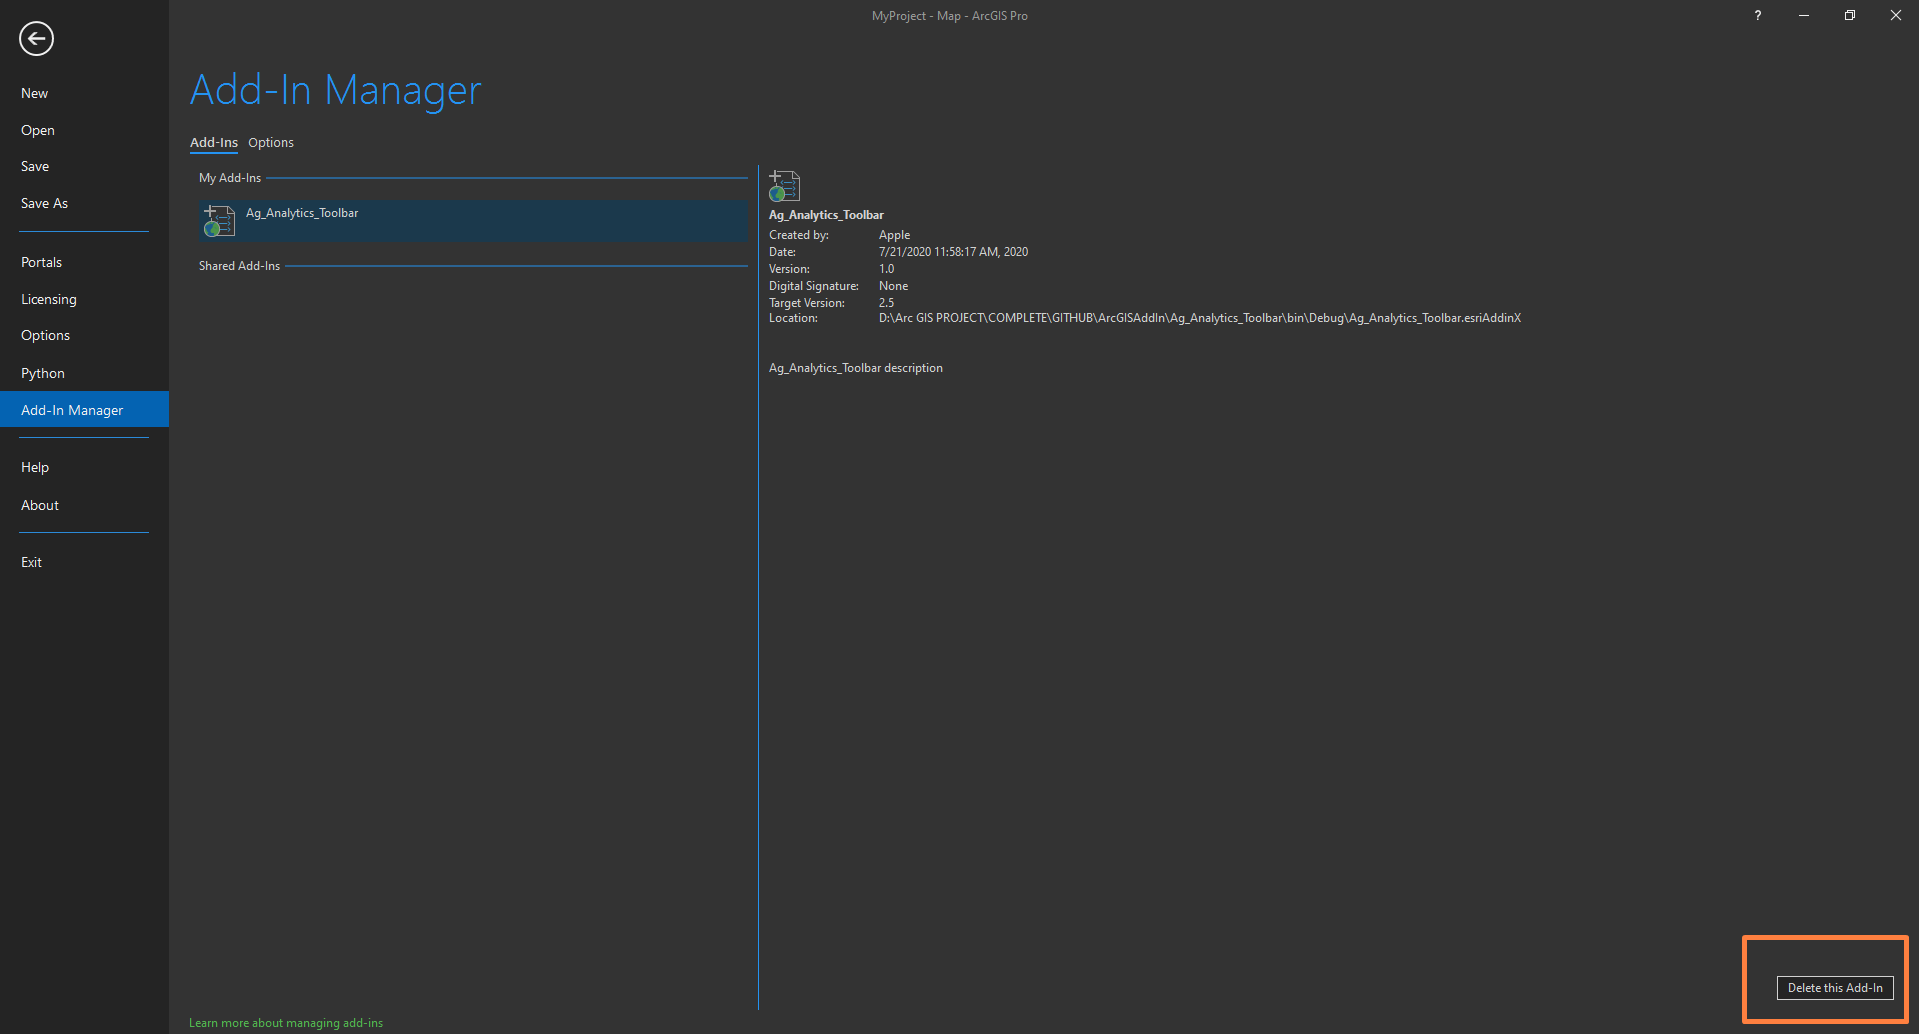 MyProject - Map - ArcGIS Pro
?
New
Open
Save
Save As
Portals
Licensing
Options
Python
Add-In Manager
Help
About
Exit
Add-In Manager
Add-Ins Options
My Add-Ins
Ag_Analytics_Toolbar
Shared Add-Ins
Ag_Analytics_Toolbar
Created by: Apple
Date: 7/21/2020 11:58:17 AM, 2020
Version: 1.0
Digital Signature: None
Target Version: 2.5
Location: D:\Arc GIS PROJECT\COMPLETE\GITHUB\ArcGISAddIn\Ag_Analytics_Toolbar\bin\Debug\Ag_Analytics_Toolbar.esriAddinX
Ag_Analytics_Toolbar description
Delete this Add-In
Learn more about managing add-ins